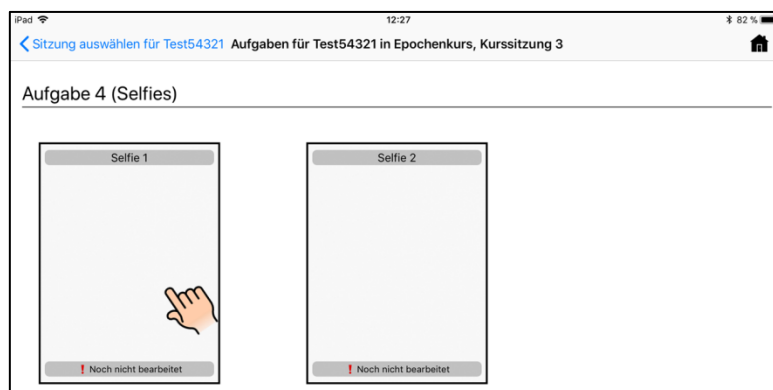 iPad 12:27 82 %
Sitzung auswählen für Test54321 Aufgaben für Test54321 in Epochenkurs, Kurssitzung 3
Aufgabe 4 (Selfies)
Selfie 1 Selfie 2
Noch nicht bearbeitet Noch nicht bearbeitet